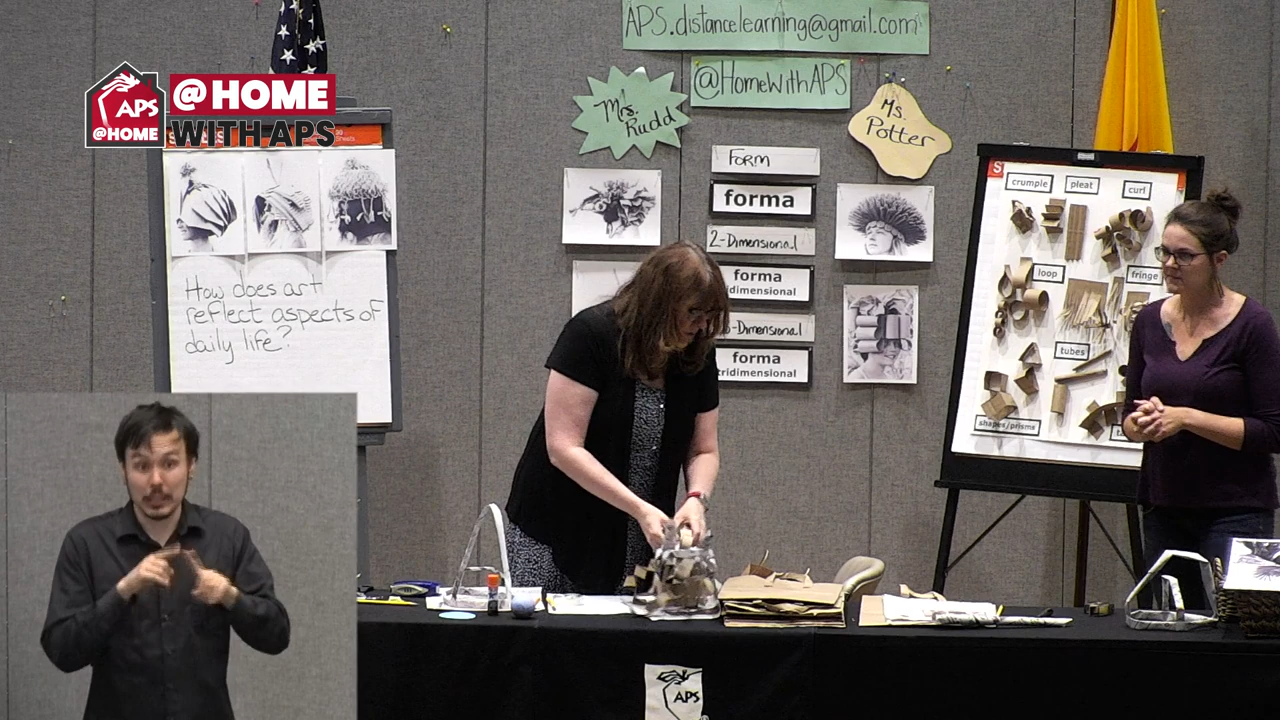 APS.distancelearning@gmail.com
@HomeWithAPS
Mrs.
Rudd
Ms.
Potter
APS
@HOME
@HOME
WITH APS
30
Sheets
How does art
reflect aspects of
daily life?
Form
forma
2-Dimensional
forma
dimensional
-Dimensional
forma
tridimensional
crumple
pleat
curl
loop
fringe
tubes
shapes/prisms
APS